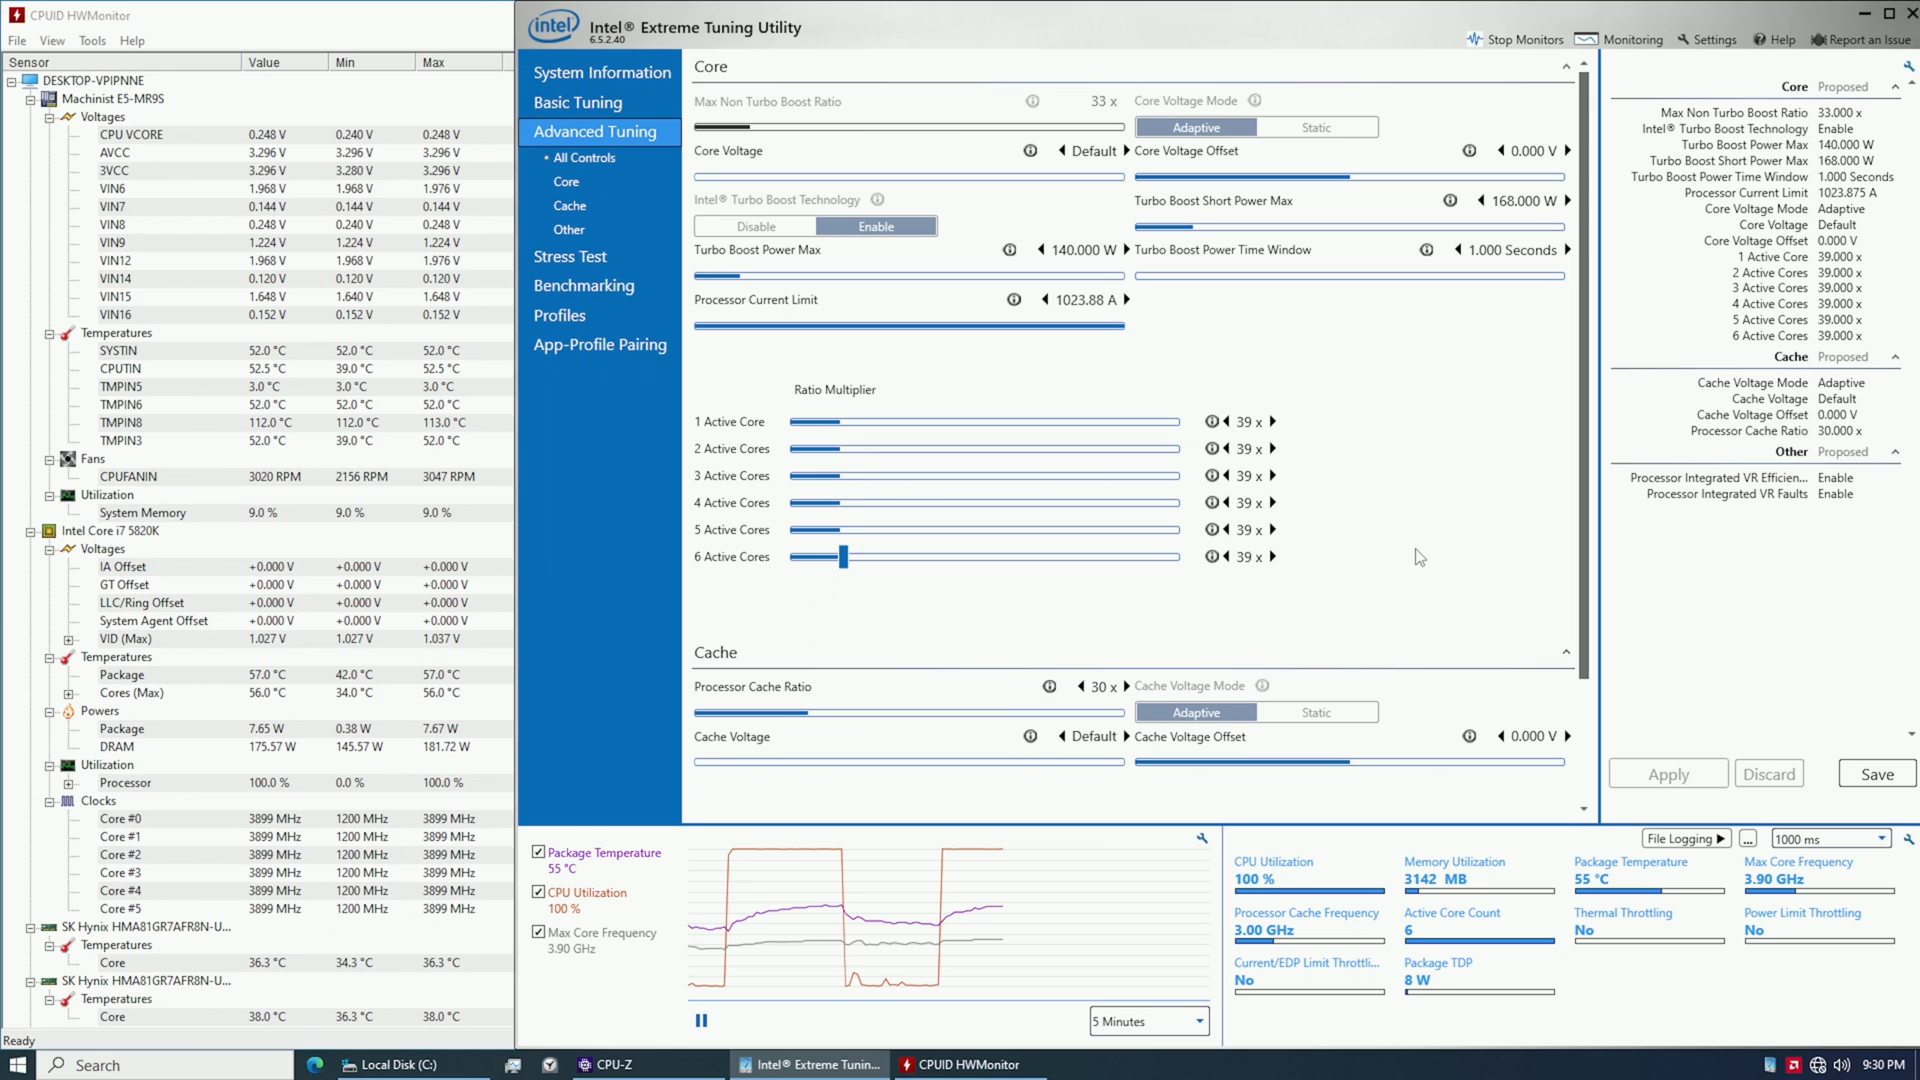 CPUID HWMonitor
File View Tools Help
Sensor Value Min Max
DESKTOP-VPIPNNE
Machinist E5-MR9S
Voltages
CPU VCORE 0.248 V 0.240 V 0.248 V
AVCC 3.296 V 3.296 V 3.296 V
3VCC 3.296 V 3.280 V 3.296 V
VIN6 1.968 V 1.968 V 1.976 V
VIN7 0.144 V 0.144 V 0.144 V
VIN8 0.248 V 0.240 V 0.248 V
VIN9 1.224 V 1.224 V 1.224 V
VIN12 1.968 V 1.968 V 1.976 V
VIN14 0.120 V 0.120 V 0.120 V
VIN15 1.648 V 1.640 V 1.648 V
VIN16 0.152 V 0.152 V 0.152 V
Temperatures
SYSTIN 52.0 °C 52.0 °C 52.0 °C
CPUTIN 52.5 °C 39.0 °C 52.5 °C
TMPIN5 3.0 °C 3.0 °C 3.0 °C
TMPIN6 52.0 °C 52.0 °C 52.0 °C
TMPIN8 112.0 °C 112.0 °C 113.0 °C
TMPIN3 52.0 °C 39.0 °C 52.0 °C
Fans
CPUFANIN 3020 RPM 2156 RPM 3047 RPM
Utilization
System Memory 9.0 % 9.0 % 9.0 %
Intel Core i7 5820K
Voltages
IA Offset +0.000 V +0.000 V +0.000 V
GT Offset +0.000 V +0.000 V +0.000 V
LLC/Ring Offset +0.000 V +0.000 V +0.000 V
System Agent Offset +0.000 V +0.000 V +0.000 V
VID (Max) 1.027 V 1.027 V 1.037 V
Temperatures
Package 57.0 °C 42.0 °C 57.0 °C
Cores (Max) 56.0 °C 34.0 °C 56.0 °C
Powers
Package 7.65 W 0.38 W 7.67 W
DRAM 175.57 W 145.57 W 181.72 W
Utilization
Processor 100.0 % 0.0 % 100.0 %
Clocks
Core #0 3899 MHz 1200 MHz 3899 MHz
Core #1 3899 MHz 1200 MHz 3899 MHz
Core #2 3899 MHz 1200 MHz 3899 MHz
Core #3 3899 MHz 1200 MHz 3899 MHz
Core #4 3899 MHz 1200 MHz 3899 MHz
Core #5 3899 MHz 1200 MHz 3899 MHz
SK Hynix HMA81GR7AFR8N-U...
Temperatures
Core 36.3 °C 34.3 °C 36.3 °C
SK Hynix HMA81GR7AFR8N-U...
Temperatures
Core 38.0 °C 36.3 °C 38.0 °C
Ready
intel Intel® Extreme Tuning Utility
6.5.2.40
Stop Monitors Monitoring Settings Help Report an Issue
System Information
Basic Tuning
Advanced Tuning
All Controls
Core
Cache
Other
Stress Test
Benchmarking
Profiles
App-Profile Pairing
Core
Max Non Turbo Boost Ratio 33 x Core Voltage Mode
Adaptive Static
Core Voltage Default Core Voltage Offset 0.000 V
Intel® Turbo Boost Technology Turbo Boost Short Power Max 168.000 W
Disable Enable
Turbo Boost Power Max 140.000 W Turbo Boost Power Time Window 1.000 Seconds
Processor Current Limit 1023.88 A
Ratio Multiplier
1 Active Core 39 x
2 Active Cores 39 x
3 Active Cores 39 x
4 Active Cores 39 x
5 Active Cores 39 x
6 Active Cores 39 x
Cache
Processor Cache Ratio 30 x Cache Voltage Mode
Adaptive Static
Cache Voltage Default Cache Voltage Offset 0.000 V
Core Proposed
Max Non Turbo Boost Ratio 33.000 x
Intel® Turbo Boost Technology Enable
Turbo Boost Power Max 140.000 W
Turbo Boost Short Power Max 168.000 W
Turbo Boost Power Time Window 1.000 Seconds
Processor Current Limit 1023.875 A
Core Voltage Mode Adaptive
Core Voltage Default
Core Voltage Offset 0.000 V
1 Active Core 39.000 x
2 Active Cores 39.000 x
3 Active Cores 39.000 x
4 Active Cores 39.000 x
5 Active Cores 39.000 x
6 Active Cores 39.000 x
Cache Proposed
Cache Voltage Mode Adaptive
Cache Voltage Default
Cache Voltage Offset 0.000 V
Processor Cache Ratio 30.000 x
Other Proposed
Processor Integrated VR Efficien... Enable
Processor Integrated VR Faults Enable
Apply Discard Save
Package Temperature
55 °C
CPU Utilization
100 %
Max Core Frequency
3.90 GHz
5 Minutes
File Logging ... 1000 ms
CPU Utilization Memory Utilization Package Temperature Max Core Frequency
100 % 3142 MB 55 °C 3.90 GHz
Processor Cache Frequency Active Core Count Thermal Throttling Power Limit Throttling
3.00 GHz 6 No No
Current/EDP Limit Throttli... Package TDP
No 8 W
Search Local Disk (C:) CPU-Z Intel® Extreme Tunin... CPUID HWMonitor 9:30 PM